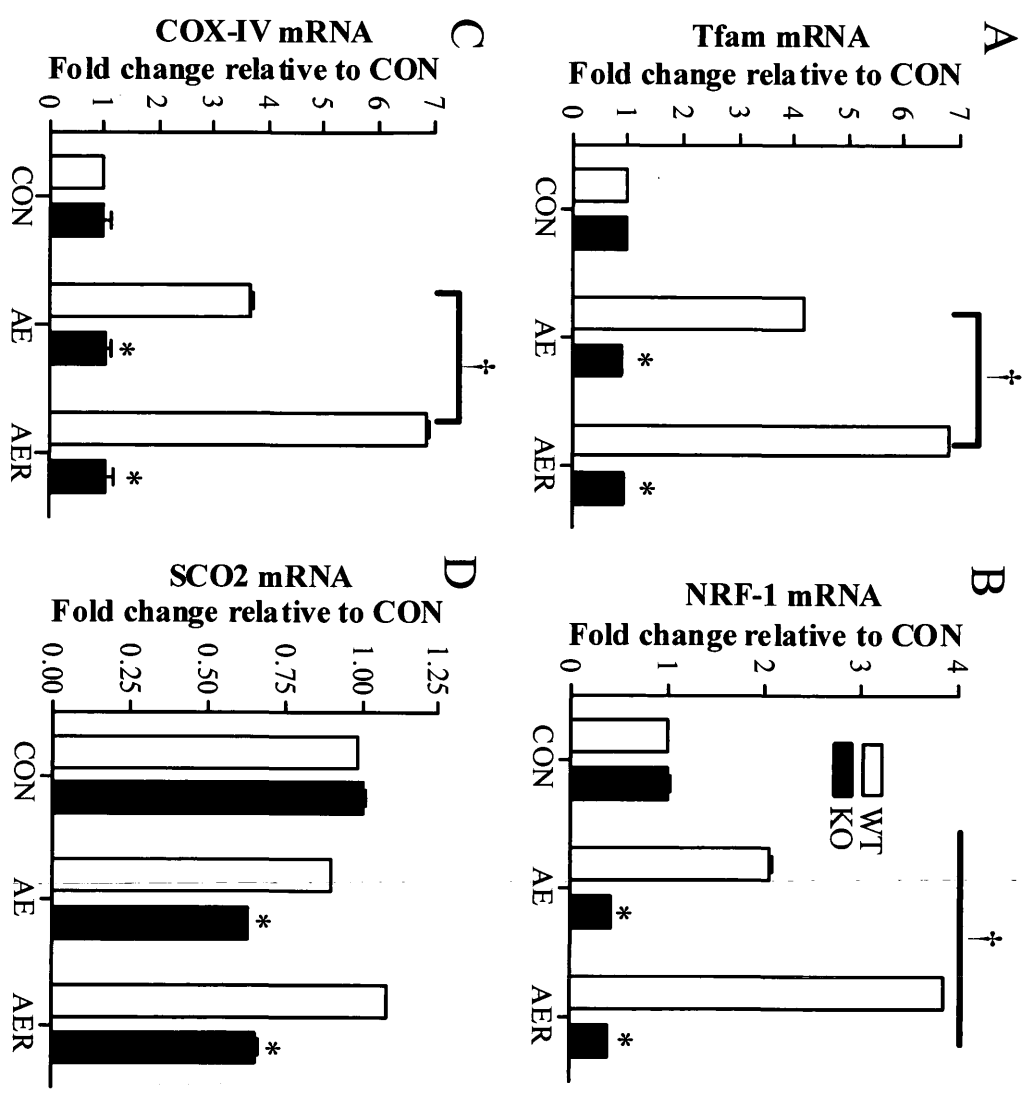 A
Tfam mRNA
Fold change relative to CON
7
6
5
4
3
2
1
0
*
*
†
CON
AE
AER
B
NRF-1 mRNA
Fold change relative to CON
4
3
2
1
0
WT
KO
*
*
†
CON
AE
AER
C
COX-IV mRNA
Fold change relative to CON
7
6
5
4
3
2
1
0
*
*
†
CON
AE
AER
D
SCO2 mRNA
Fold change relative to CON
1.25
1.00
0.75
0.50
0.25
0.00
*
*
CON
AE
AER